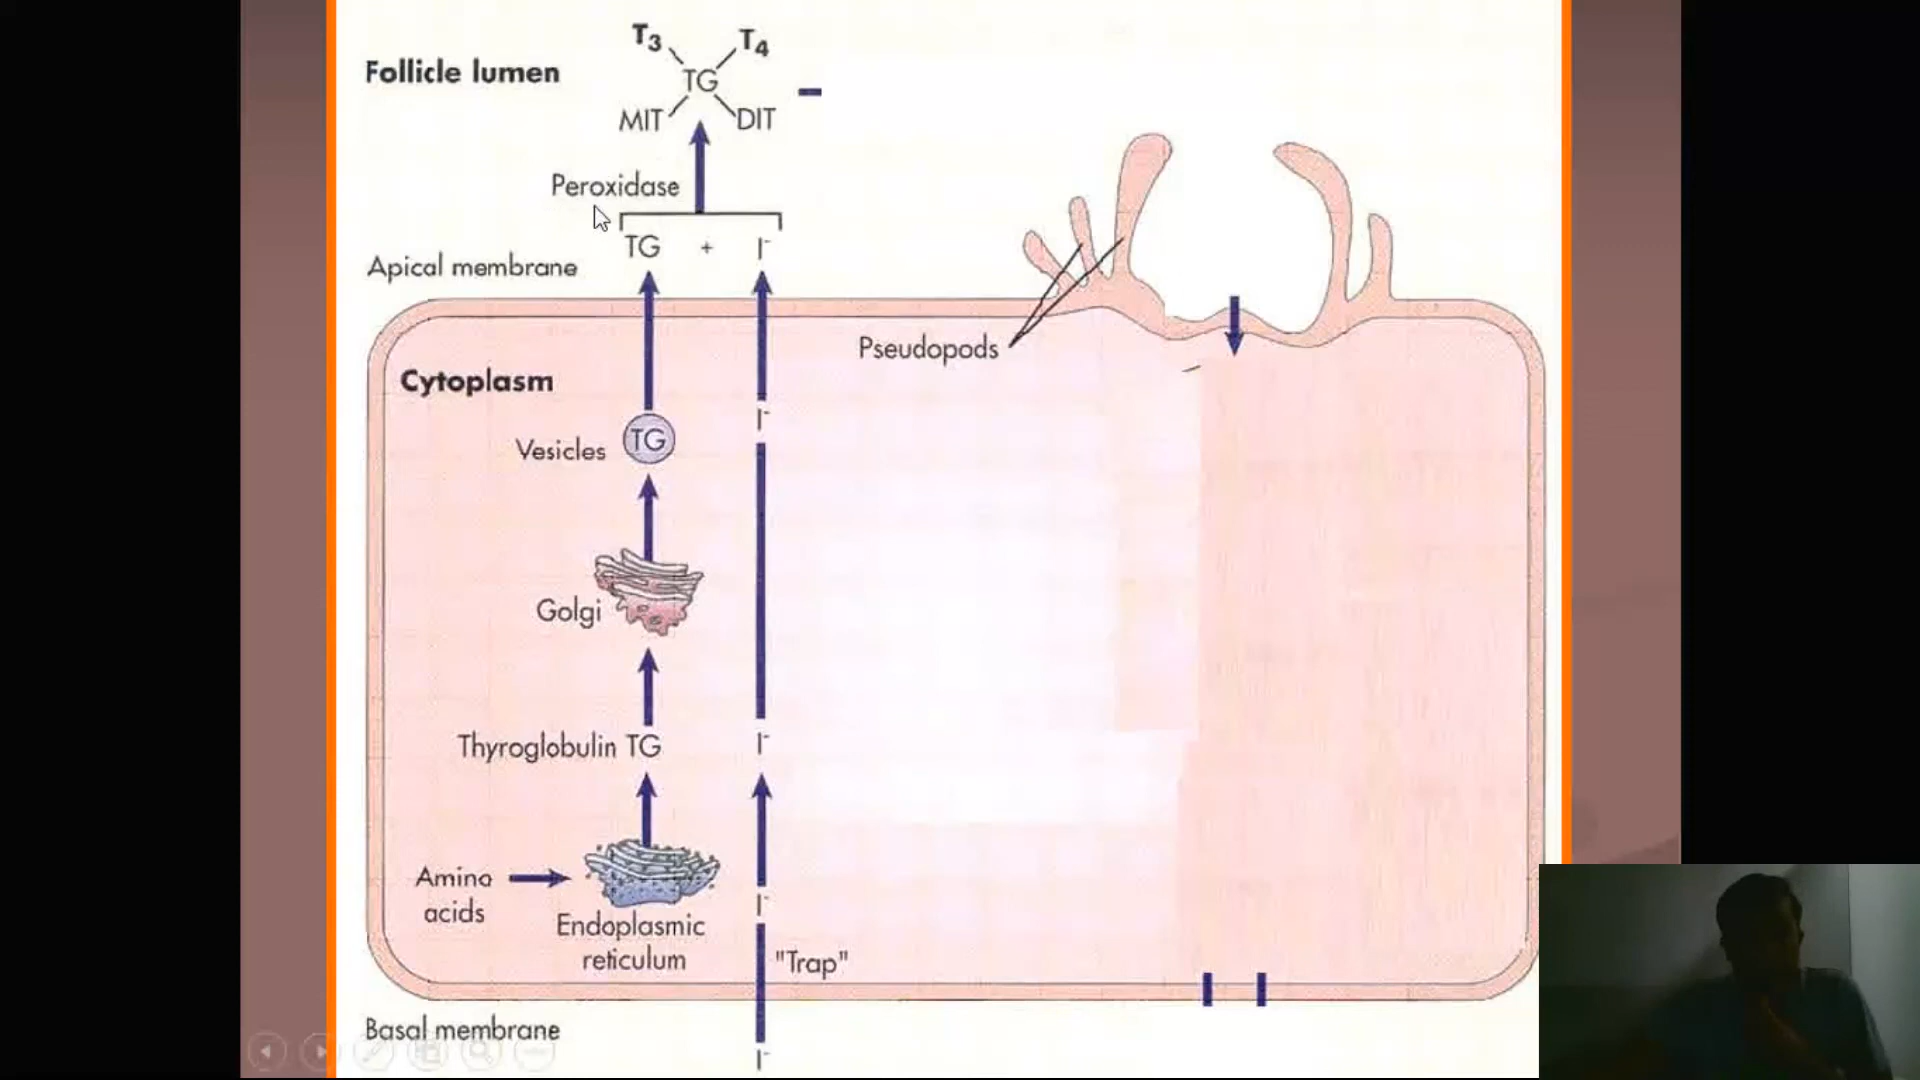 T3 T4
Follicle lumen
TG
MIT DIT
Peroxidase
TG + I-
Apical membrane
Pseudopods
Cytoplasm
I-
Vesicles TG
Golgi
Thyroglobulin TG I-
Amino
acids
I-
Endoplasmic
reticulum
"Trap"
Basal membrane
I-